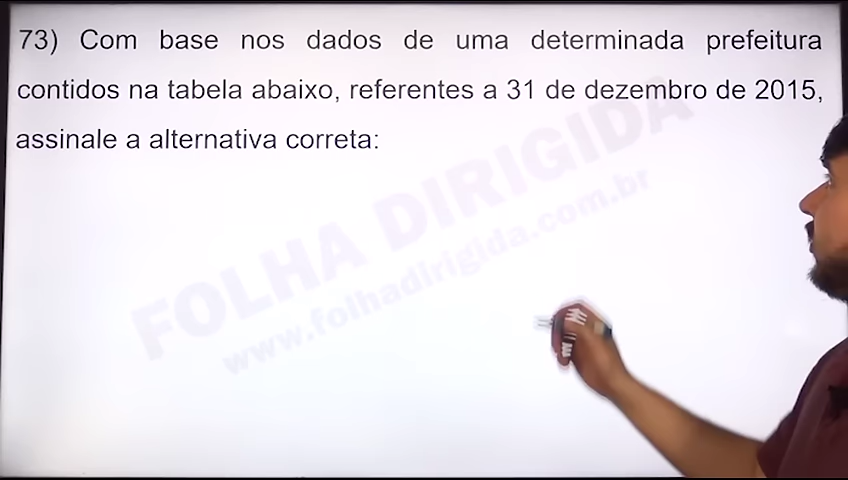 73) Com base nos dados de uma determinada prefeitura
contidos na tabela abaixo, referentes a 31 de dezembro de 2015,
assinale a alternativa correta:
FOLHA DIRIGIDA
www.folhadirigida.com.br